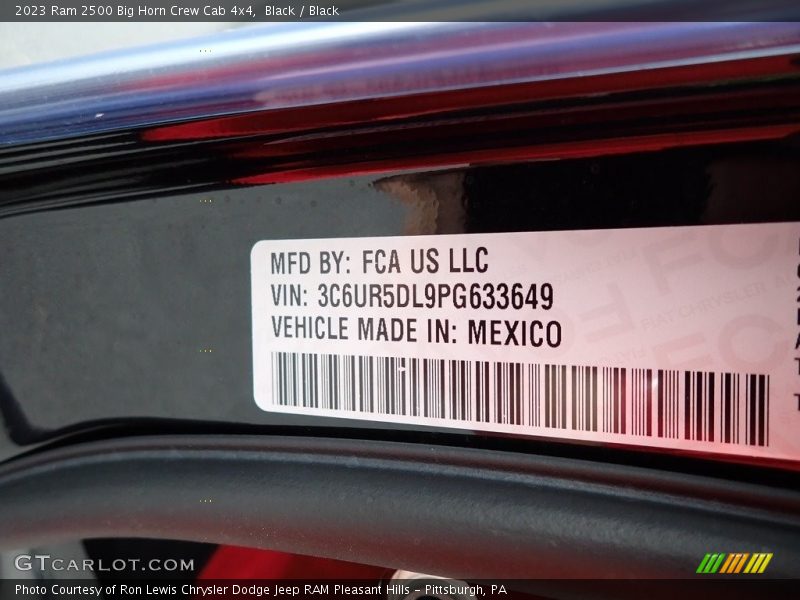 2023 Ram 2500 Big Horn Crew Cab 4x4, Black / Black
MFD BY: FCA US LLC
VIN: 3C6UR5DL9PG633649
VEHICLE MADE IN: MEXICO
GTCARLOT.COM
Photo Courtesy of Ron Lewis Chrysler Dodge Jeep RAM Pleasant Hills - Pittsburgh, PA